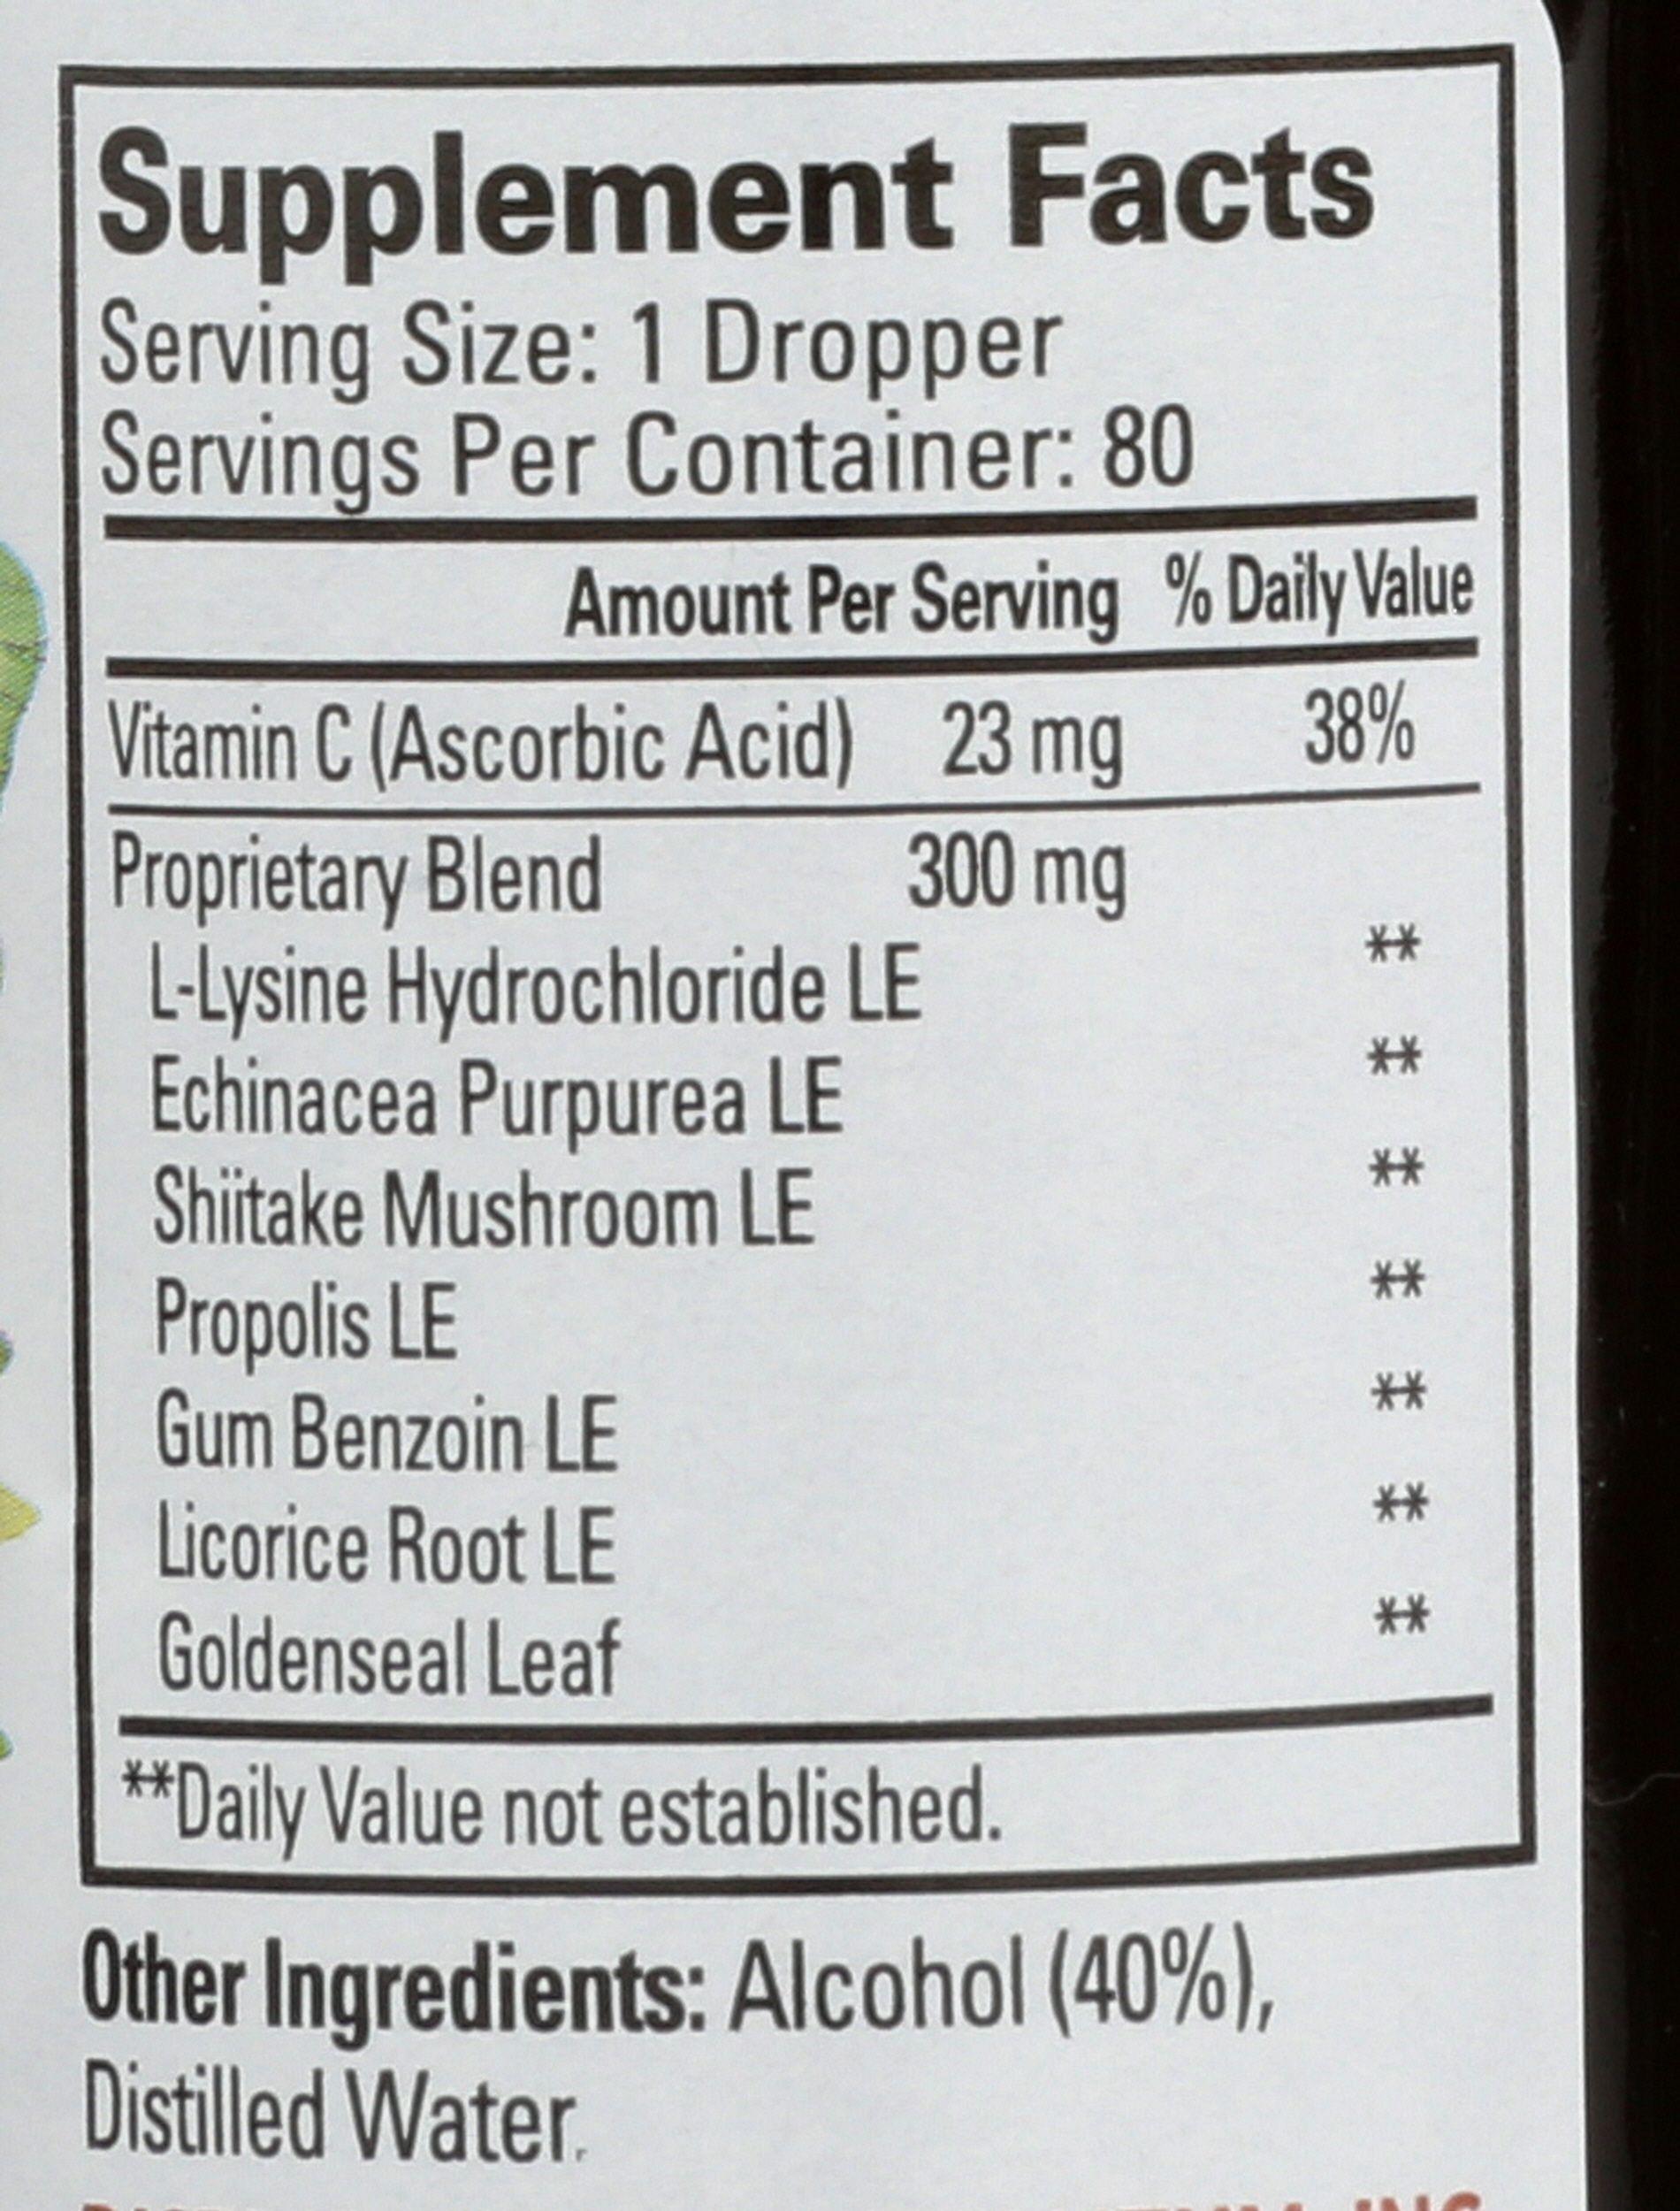 Supplement Facts
Serving Size: 1 Dropper
Servings Per Container: 80
Amount Per Serving % Daily Value
Vitamin C (Ascorbic Acid) 23 mg 38%
Proprietary Blend 300 mg
L-Lysine Hydrochloride LE **
Echinacea Purpurea LE **
Shiitake Mushroom LE **
Propolis LE **
Gum Benzoin LE **
Licorice Root LE **
Goldenseal Leaf **
**Daily Value not established.
Other Ingredients: Alcohol (40%),
Distilled Water.